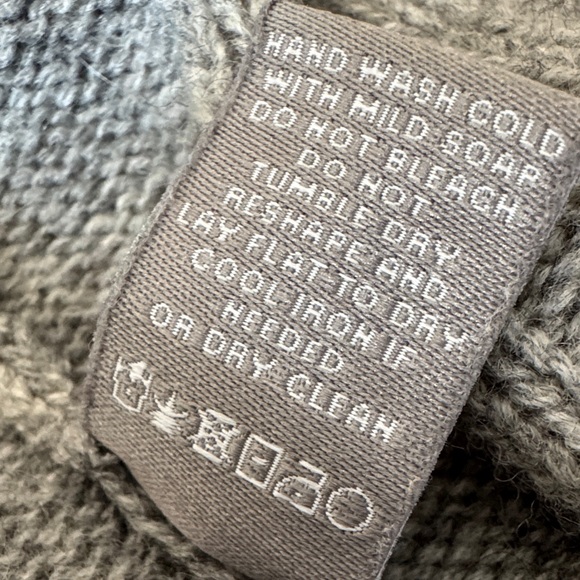 HAND WASH COLD
WITH MILD SOAP
DO NOT BLEACH
DO NOT
TUMBLE DRY
RESHAPE AND
LAY FLAT TO DRY
COOL IRON IF
NEEDED
OR DRY CLEAN